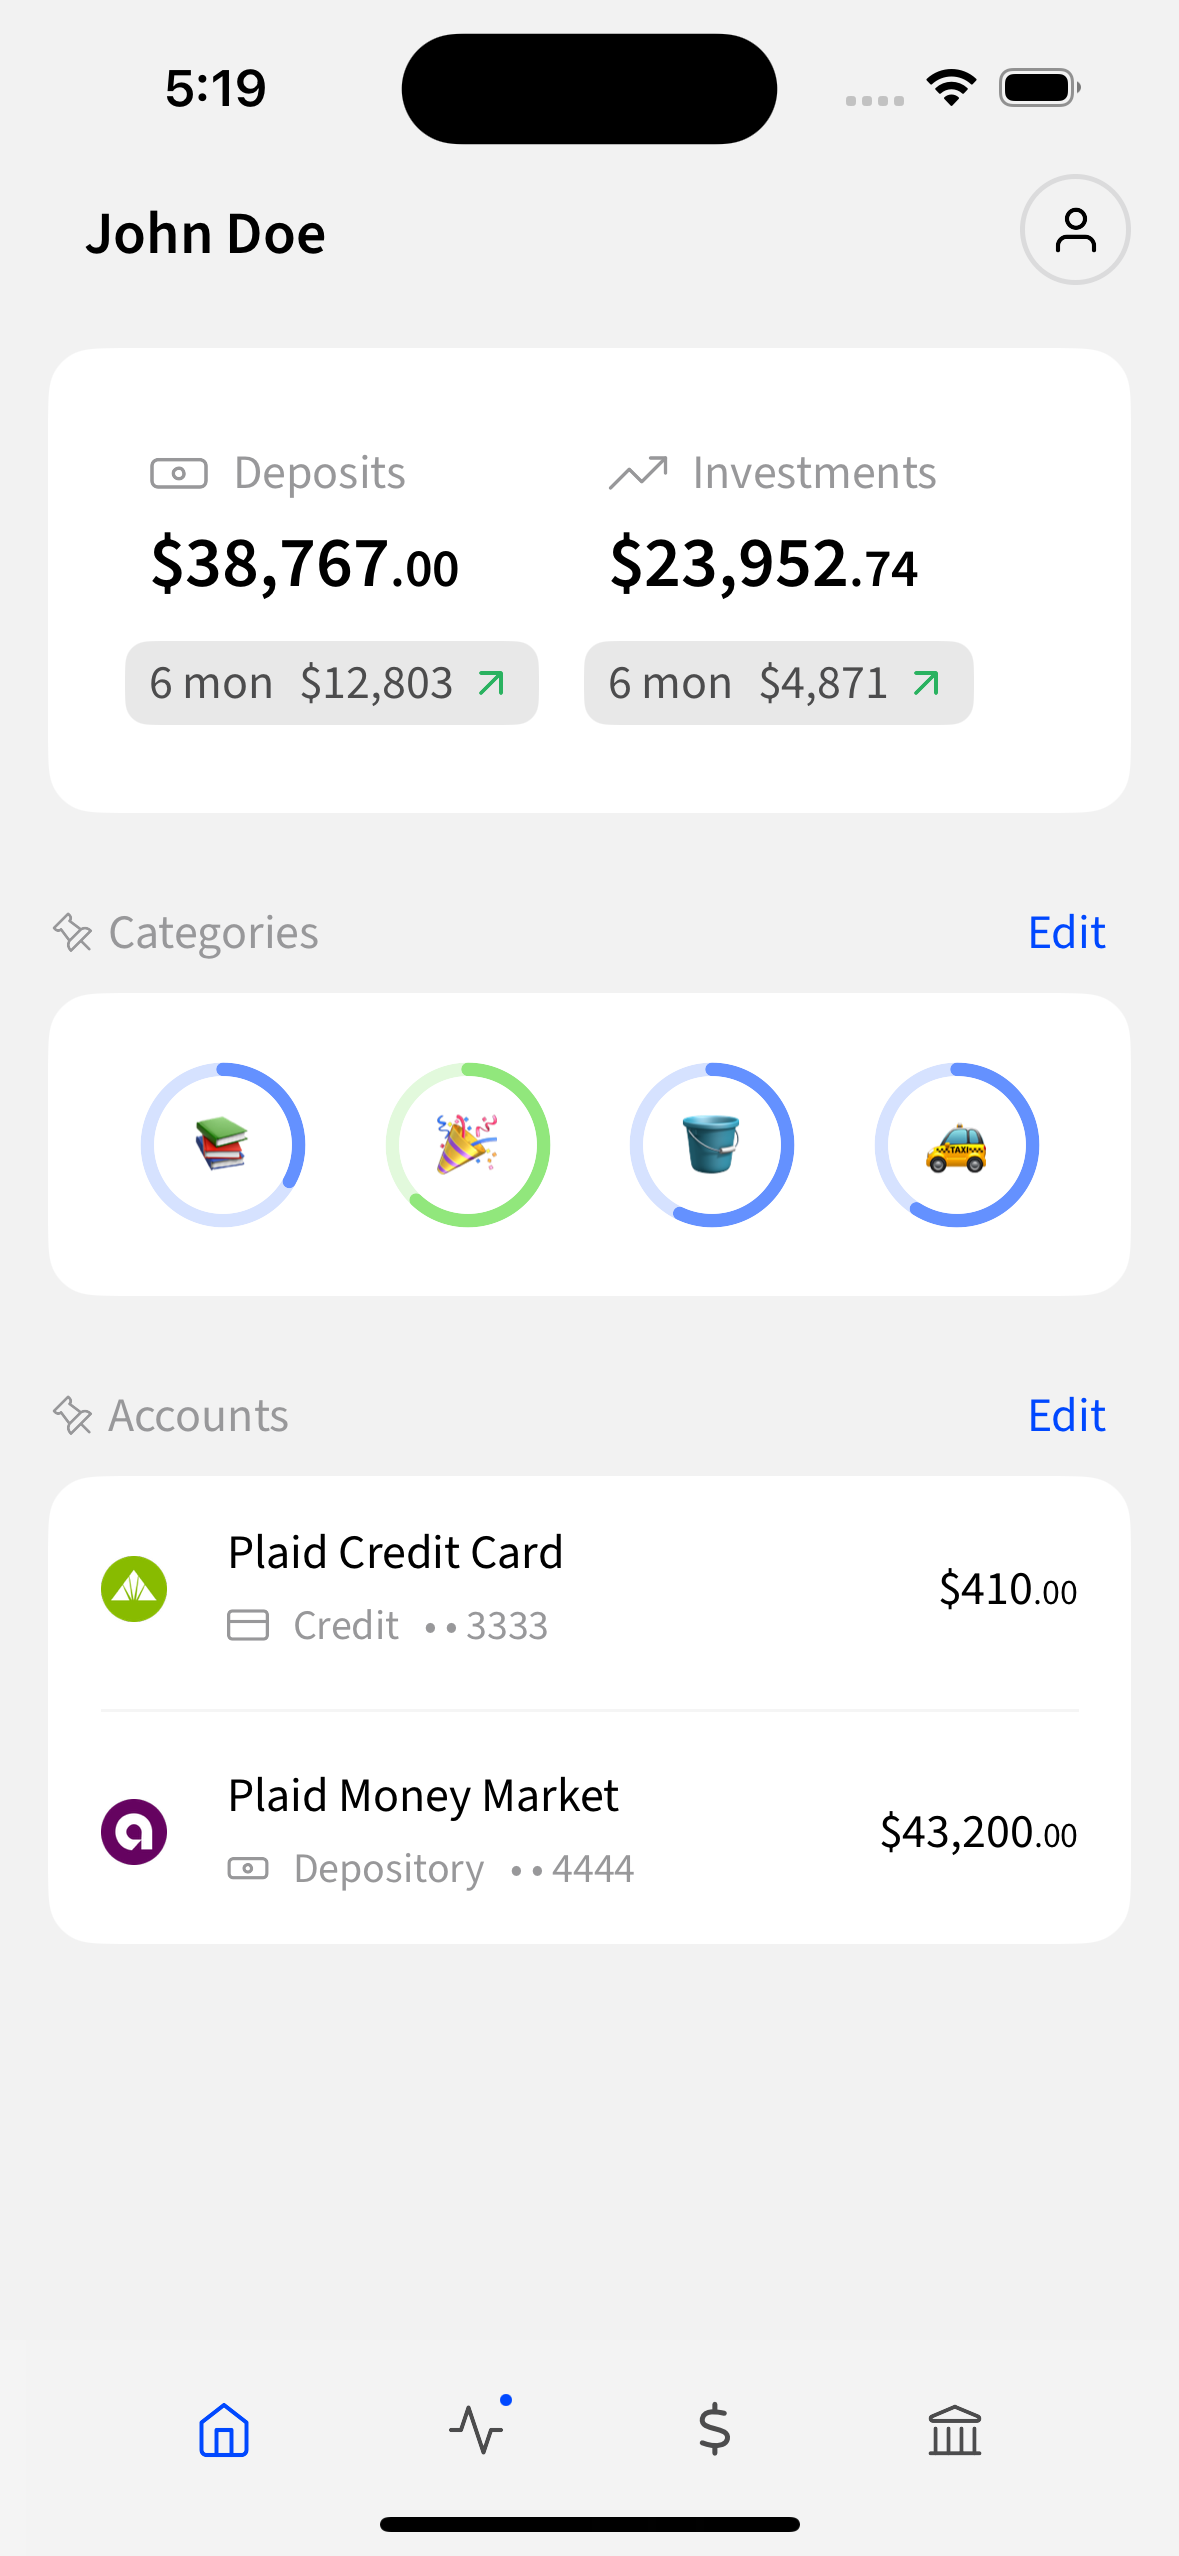 5:19
John Doe
Deposits
$38,767.00
6 mon $12,803
Investments
$23,952.74
6 mon $4,871
Categories
Edit
TAXI
Accounts
Edit
Plaid Credit Card
Credit •• 3333
$410.00
Plaid Money Market
Depository •• 4444
$43,200.00